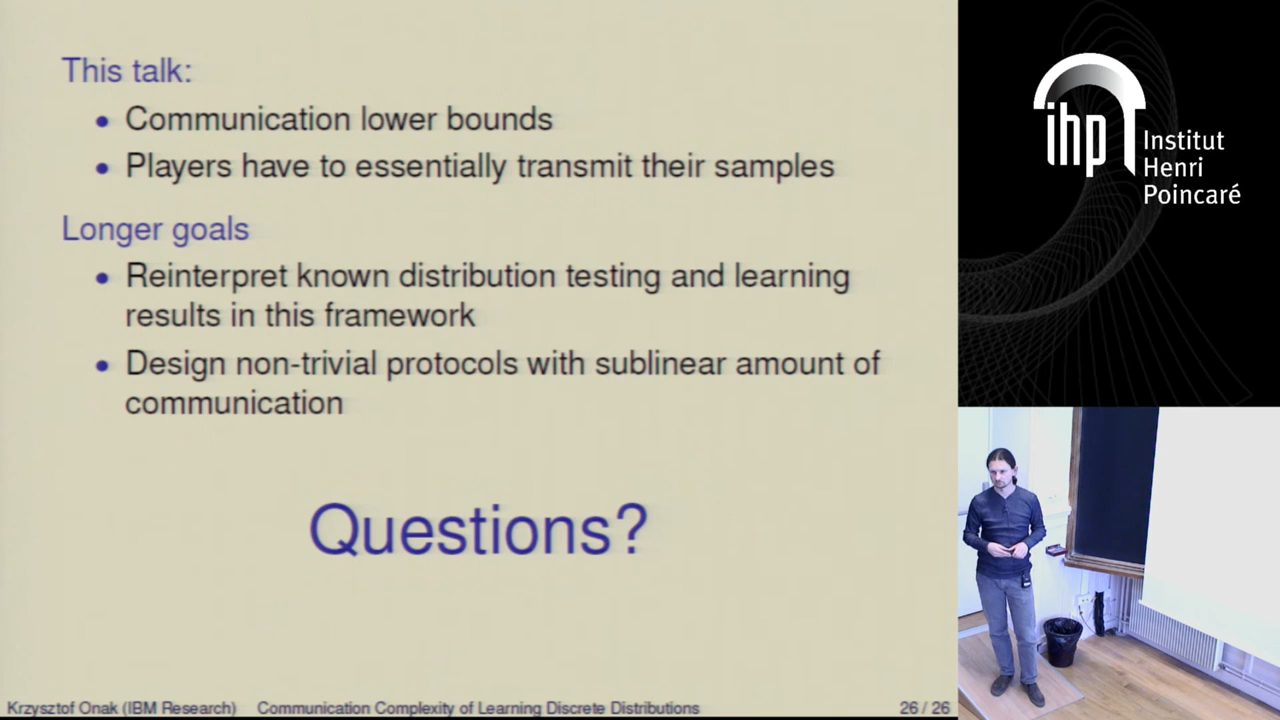 This talk:
• Communication lower bounds
• Players have to essentially transmit their samples
Longer goals
• Reinterpret known distribution testing and learning
results in this framework
• Design non-trivial protocols with sublinear amount of
communication
Questions?
Krzysztof Onak (IBM Research) Communication Complexity of Learning Discrete Distributions 26 / 26
ihp Institut
Henri
Poincaré